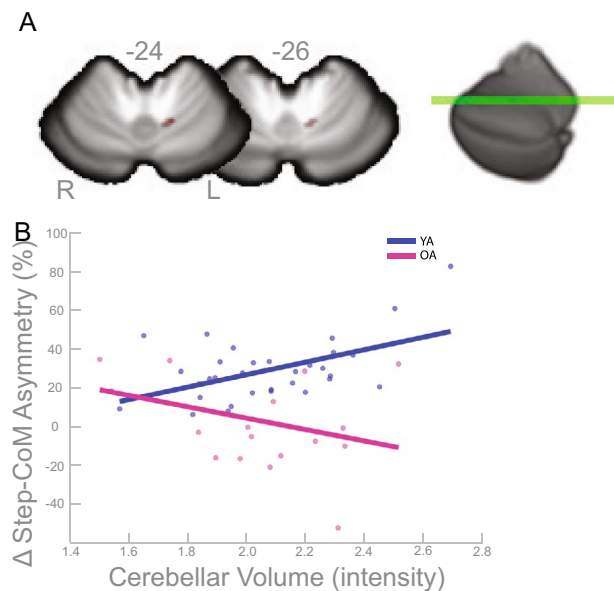 A
-24 -26
R L
B
Δ Step-CoM Asymmetry (%)
100
80
60
40
20
0
-20
-40
YA
OA
1.4 1.6 1.8 2.0 2.2 2.4 2.6 2.8
Cerebellar Volume (intensity)